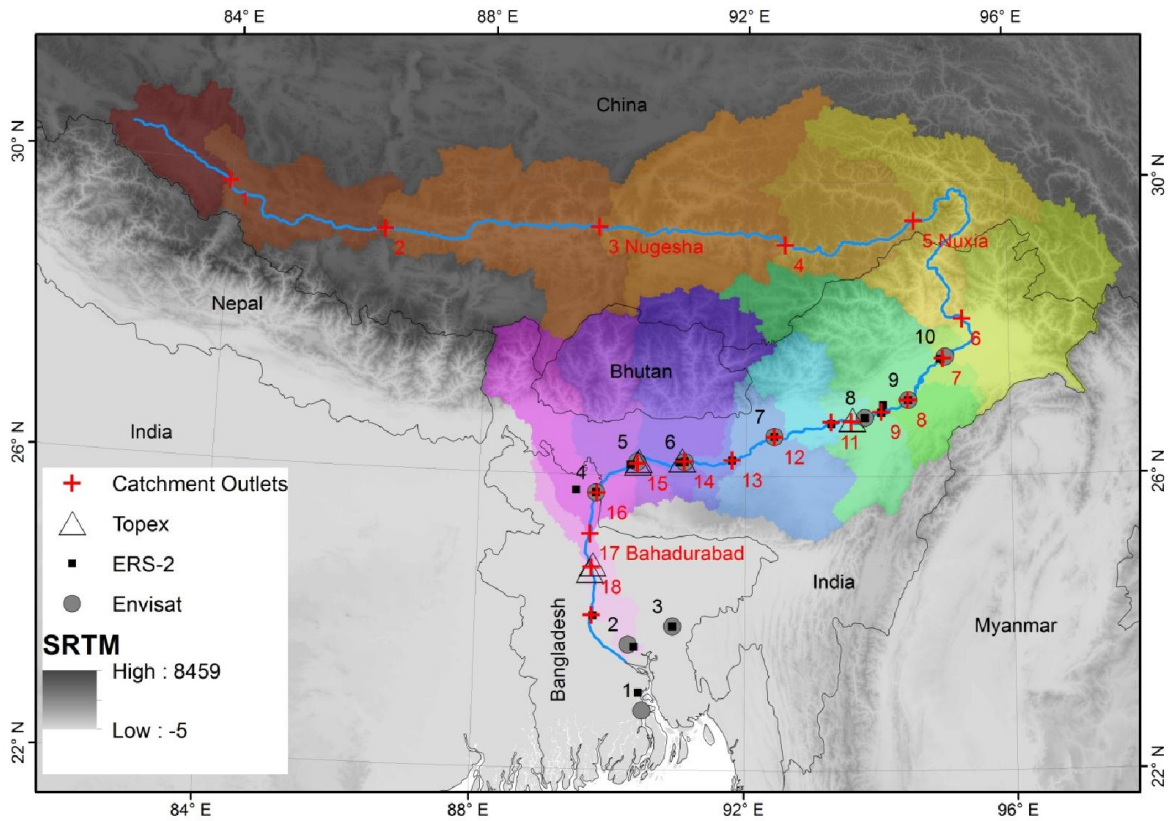 84° E
88° E
92° E
96° E
China
30° N
30° N
2
3 Nugesha
4
5 Nuxia
Nepal
6
10
7
Bhutan
9
8
8
9
7
11
India
12
26° N
6
5
13
26° N
14
15
4
16
Catchment Outlets
Topex
17 Bahadurabad
ERS-2
18
India
Envisat
3
Bangladesh
2
Myanmar
SRTM
High : 8459
1
Low : -5
22° N
22° N
84° E
88° E
92° E
96° E